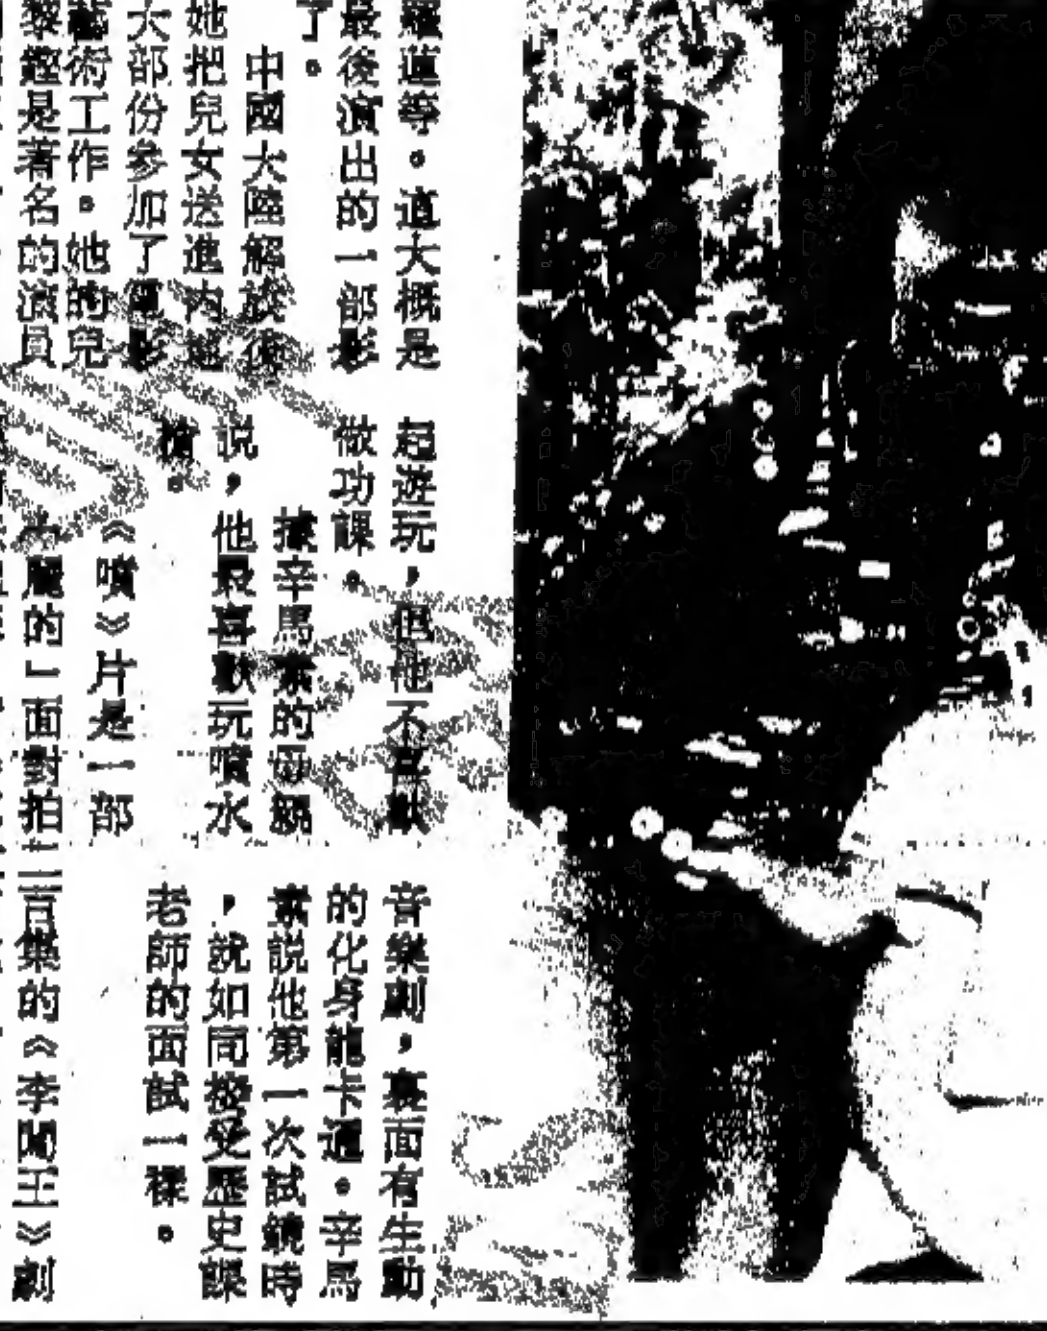 羅蓮等。這大概是
最後演出的一部影
了。
中國大陸解放後
她把兒女送進內地
大部份參加了電影
藝術工作。她的兒
黎鏗是著名的演員
起遊玩,但他不喜歡
做功課。
據辛馬素的母親
説,他最喜歡玩噴水
槍。
《噴》片是一部
音樂劇,裏面有生動
的化身龍卡通。辛馬
素説他第一次試鏡時
,就如同接受歷史課
老師的面試一樣。
的」面對拍 集的《李闖王》劇